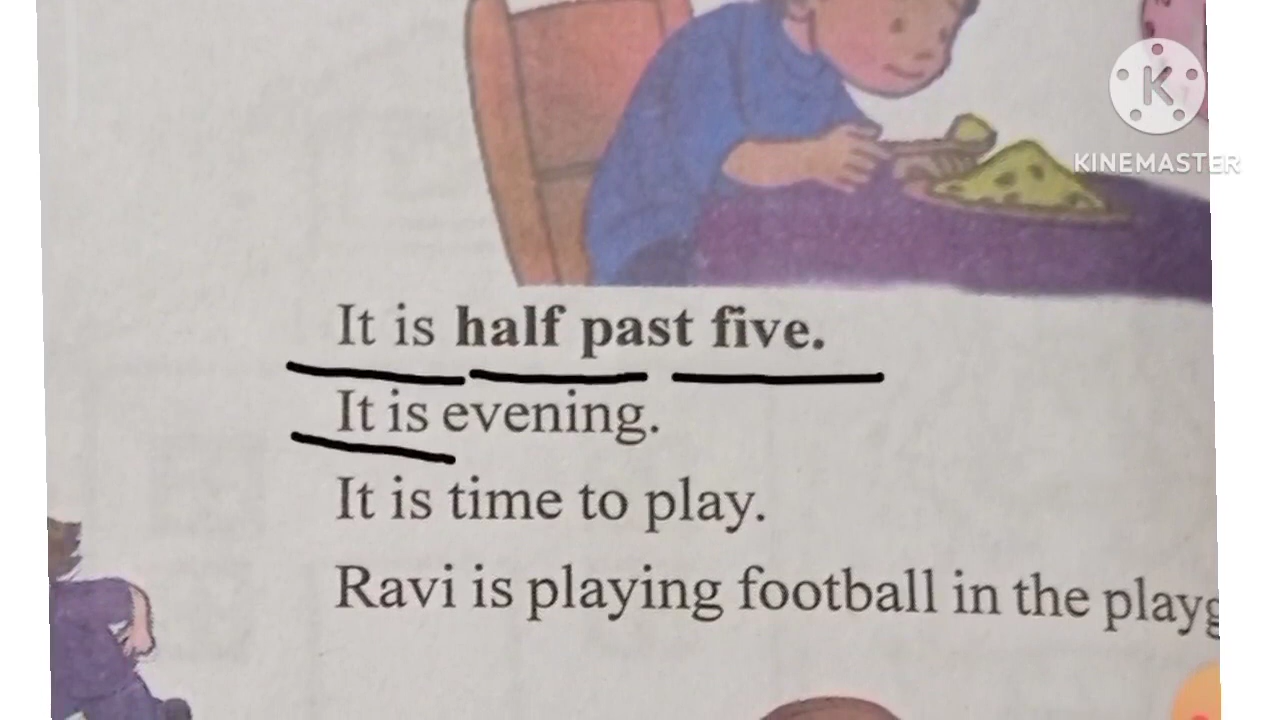 K
KINEMASTER
It is half past five.
It is evening.
It is time to play.
Ravi is playing football in the